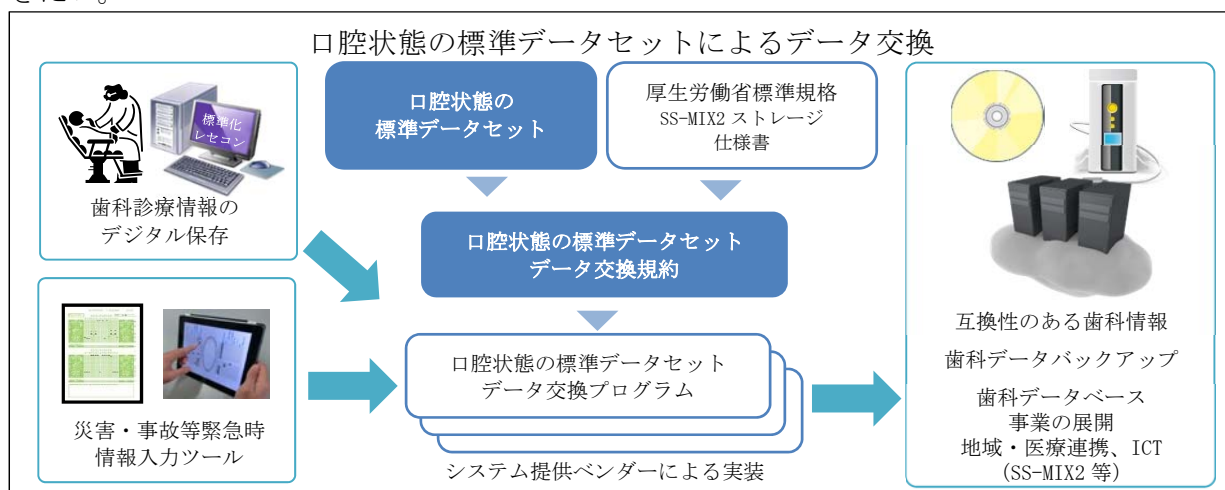 口腔状態の標準データセットによるデータ交換
標準化
レセコン
歯科診療情報の
デジタル保存
災害・事故等緊急時
情報入力ツール
口腔状態の
標準データセット
厚生労働省標準規格
SS-MIX2 ストレージ
仕様書
口腔状態の標準データセット
データ交換規約
口腔状態の標準データセット
データ交換プログラム
システム提供ベンダーによる実装
互換性のある歯科情報
歯科データバックアップ
歯科データベース
事業の展開
地域・医療連携、ICT
(SS-MIX2 等)